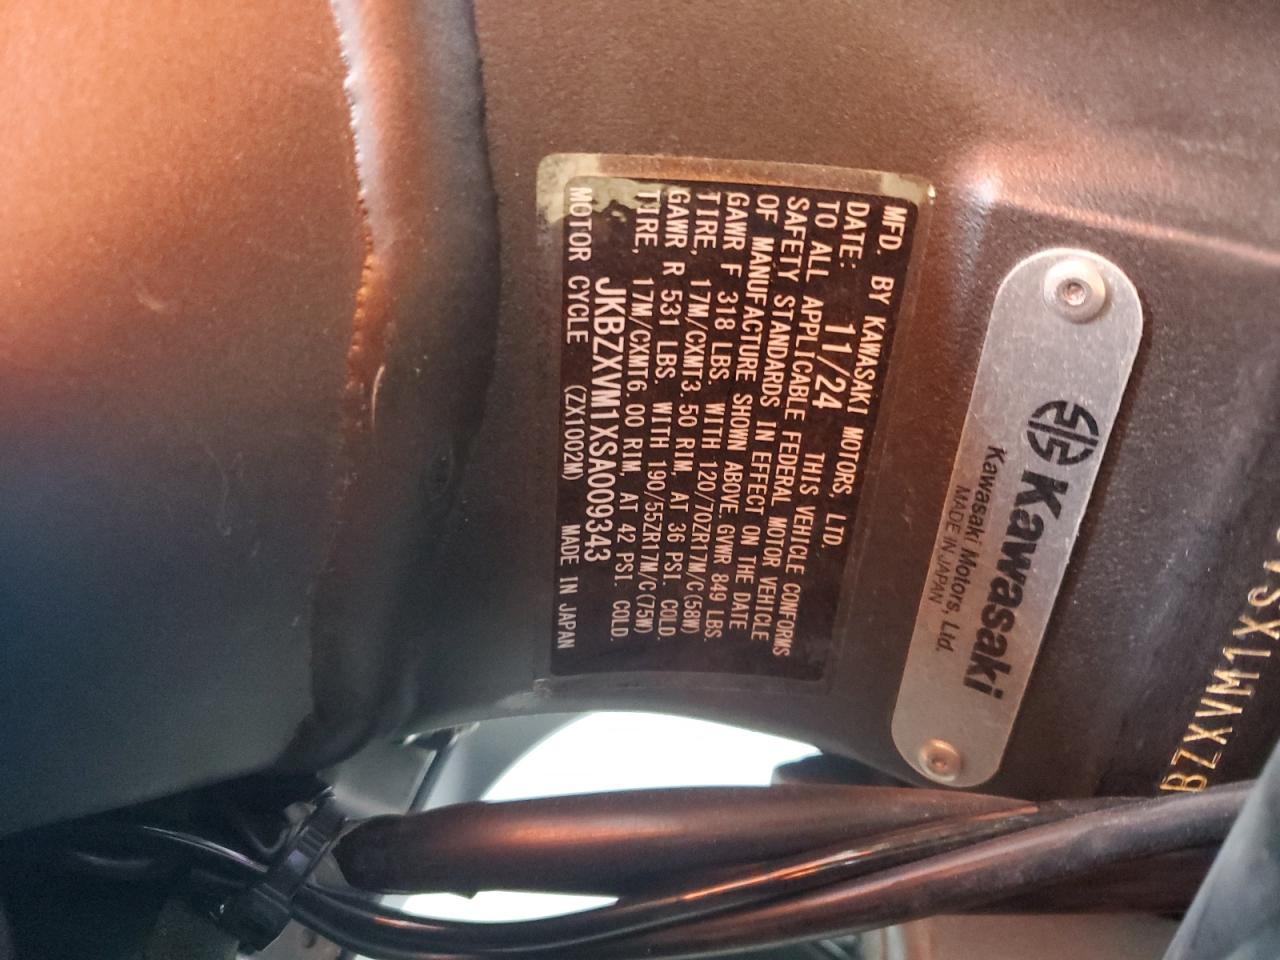 MFD. BY KAWASAKI MOTORS, LTD.
DATE: 11/24 THIS VEHICLE CONFORMS
TO ALL APPLICABLE FEDERAL MOTOR VEHICLE
SAFETY STANDARDS IN EFFECT ON THE DATE
OF MANUFACTURE SHOWN ABOVE. GVWR 849 LBS.
GAWR F 318 LBS. WITH 120/70ZR17M/C(58W)
TIRE, 17M/CXMT3.50 RIM, AT 36 PSI. COLD.
GAWR R 531 LBS. WITH 190/55ZR17M/C(75W)
TIRE, 17M/CXMT6.00 RIM, AT 42 PSI. COLD.
JKBZXVM1XSA009343
MOTOR CYCLE (ZX1002M) MADE IN JAPAN
Kawasaki
Kawasaki Motors, Ltd.
MADE IN JAPAN
BZXVM1XS